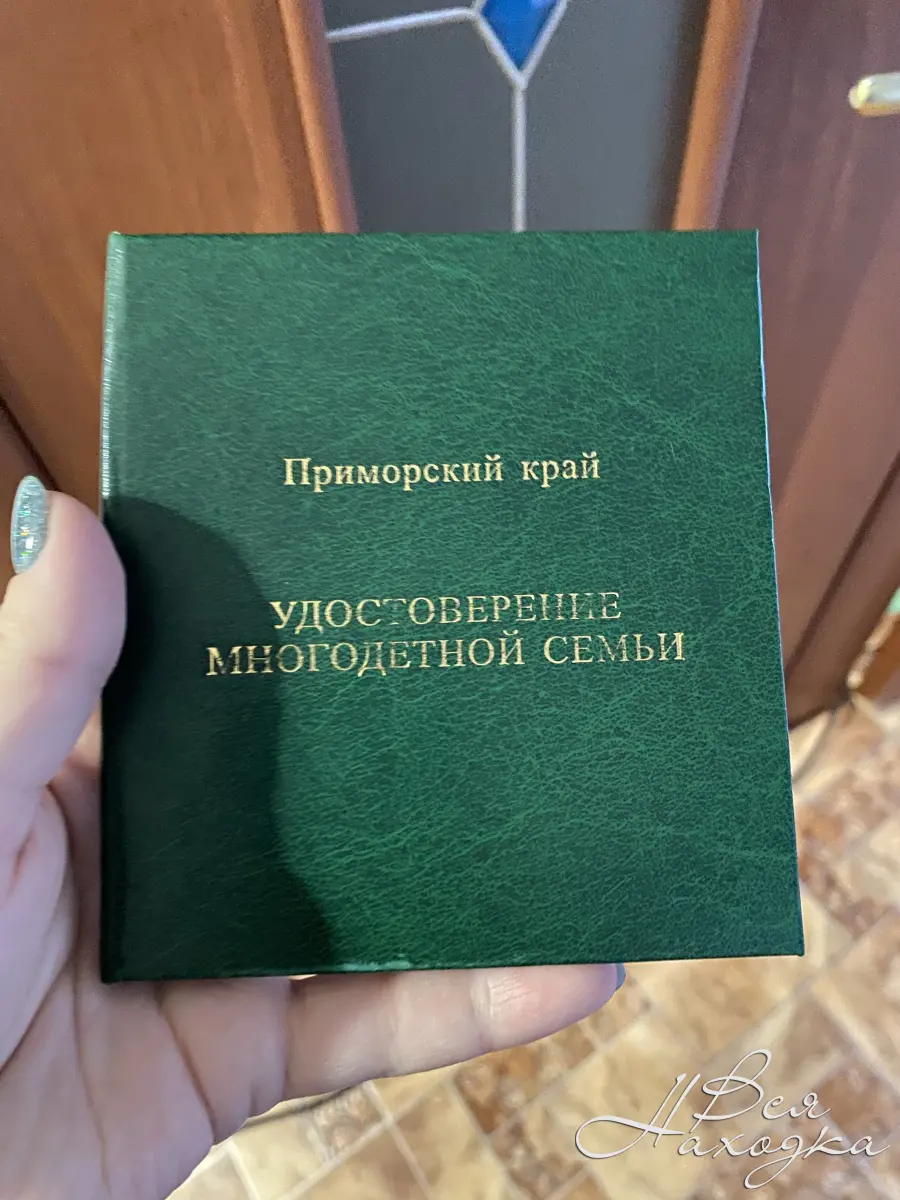 Приморский край
УДОСТОВЕРЕНИЕ
МНОГОДЕТНОЙ СЕМЬИ
Вся
Находка